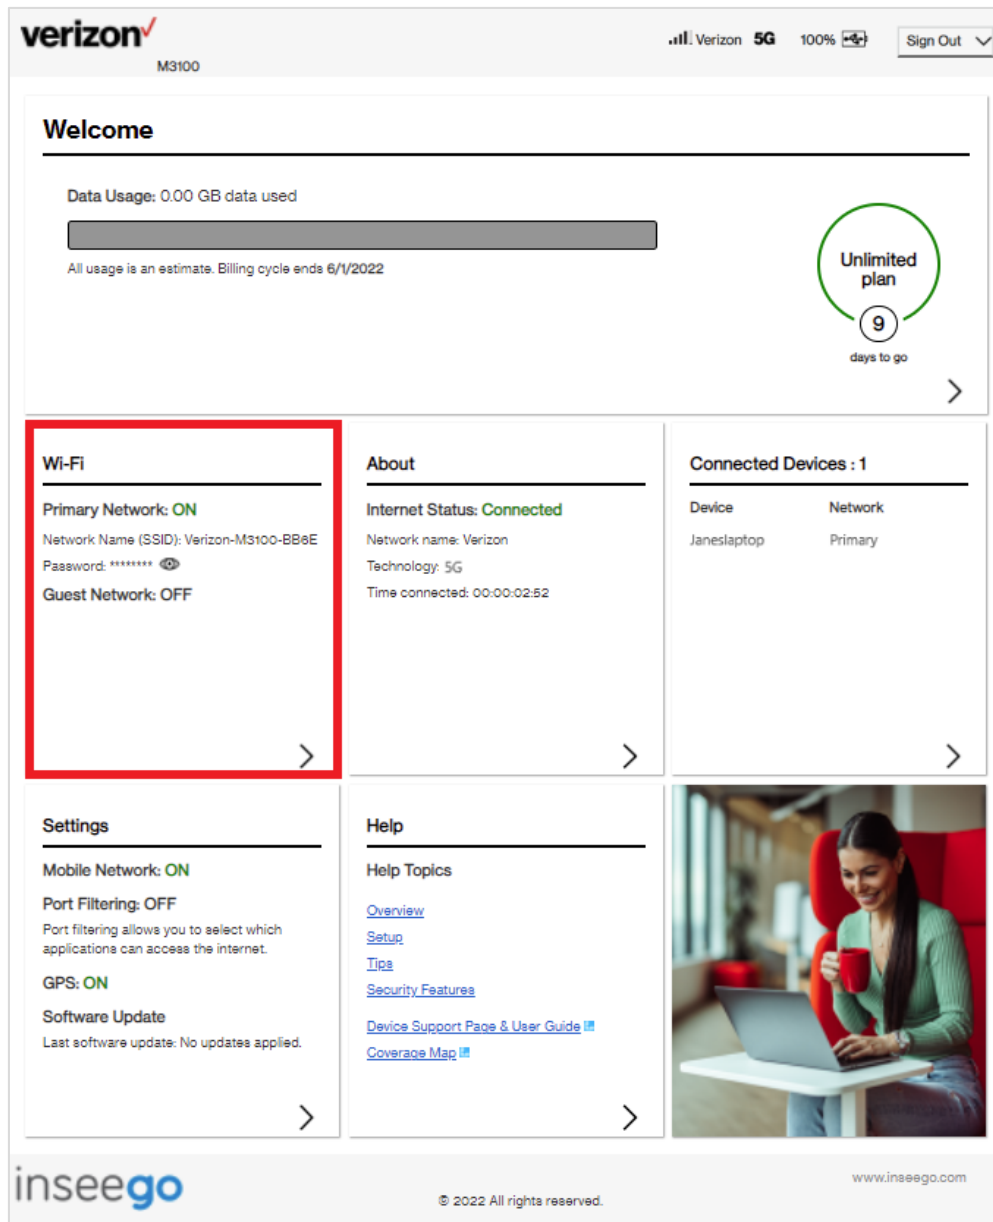 verizon
M3100
Verizon 5G 100% Sign Out
Welcome
Data Usage: 0.00 GB data used
All usage is an estimate. Billing cycle ends 6/1/2022
Unlimited
plan
9
days to go
Wi-Fi
Primary Network: ON
Network Name (SSID): Verizon-M3100-BB6E
Password: ********
Guest Network: OFF
About
Internet Status: Connected
Network name: Verizon
Technology: 5G
Time connected: 00:00:02:52
Connected Devices : 1
Device Network
Janeslaptop Primary
Settings
Mobile Network: ON
Port Filtering: OFF
Port filtering allows you to select which
applications can access the internet.
GPS: ON
Software Update
Last software update: No updates applied.
Help
Help Topics
Overview
Setup
Tips
Security Features
Device Support Page & User Guide
Coverage Map
inseego
© 2022 All rights reserved.
www.inseego.com